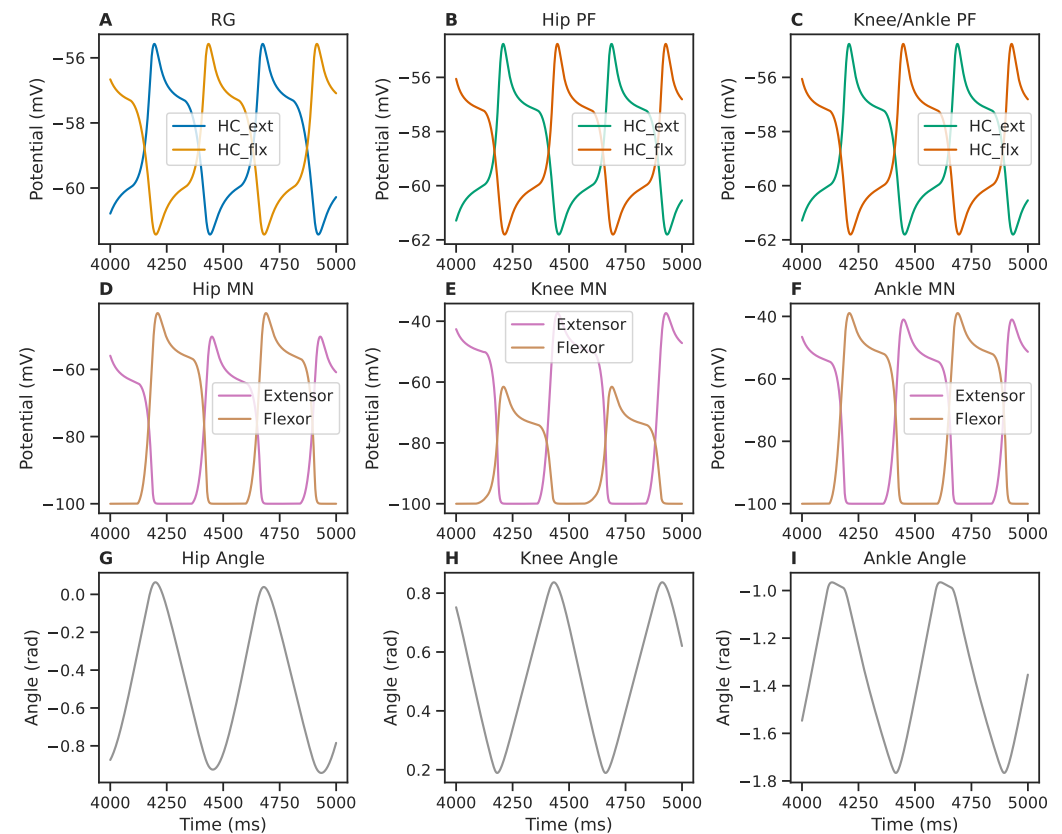 A RG
B Hip PF
C Knee/Ankle PF
Potential (mV)
−56
−58
−60
HC_ext
HC_flx
4000 4250 4500 4750 5000
Potential (mV)
−56
−58
−60
−62
HC_ext
HC_flx
4000 4250 4500 4750 5000
Potential (mV)
−56
−58
−60
−62
HC_ext
HC_flx
4000 4250 4500 4750 5000
D Hip MN
E Knee MN
F Ankle MN
Potential (mV)
−60
−80
−100
Extensor
Flexor
4000 4250 4500 4750 5000
Potential (mV)
−40
−60
−80
−100
Extensor
Flexor
4000 4250 4500 4750 5000
Potential (mV)
−40
−60
−80
−100
Extensor
Flexor
4000 4250 4500 4750 5000
G Hip Angle
H Knee Angle
I Ankle Angle
Angle (rad)
0.0
−0.2
−0.4
−0.6
−0.8
4000 4250 4500 4750 5000
Time (ms)
Angle (rad)
0.8
0.6
0.4
0.2
4000 4250 4500 4750 5000
Time (ms)
Angle (rad)
−1.0
−1.2
−1.4
−1.6
−1.8
4000 4250 4500 4750 5000
Time (ms)